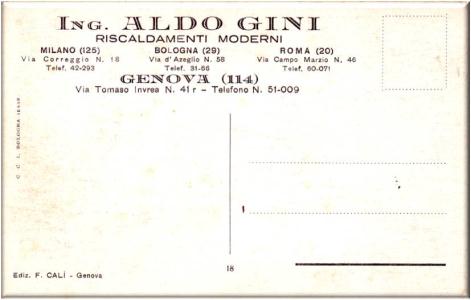 ING. ALDO GINI
RISCALDAMENTI MODERNI
MILANO (125) BOLOGNA (29) ROMA (20)
Via Correggio N. 18 Via d'Azeglio N. 58 Via Campo Marzio N. 46
Telef. 42-293 Telef. 31-56 Telef. 60-071
GENOVA (114)
Via Tomaso Invrea N. 41 r - Telefono N. 51-009
C. C. I. BOLOGNA
18
Ediz. F. CALÌ - Genova